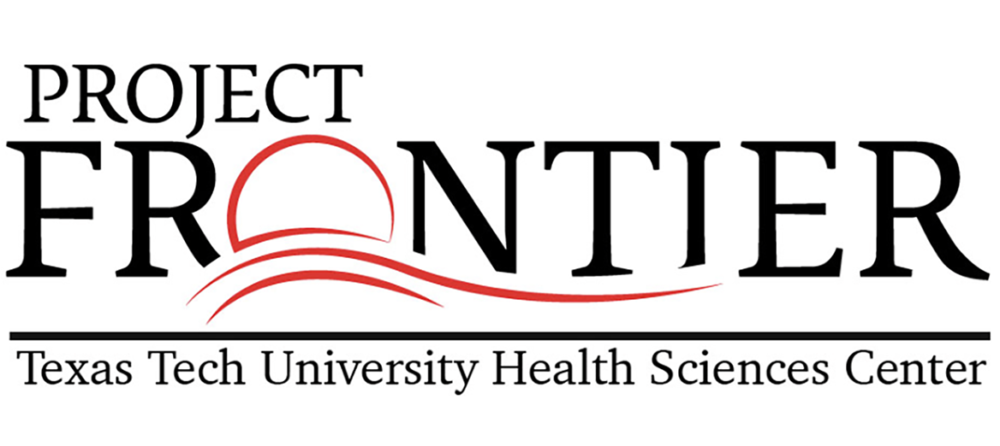 PROJECT
FRONTIER
Texas Tech University Health Sciences Center